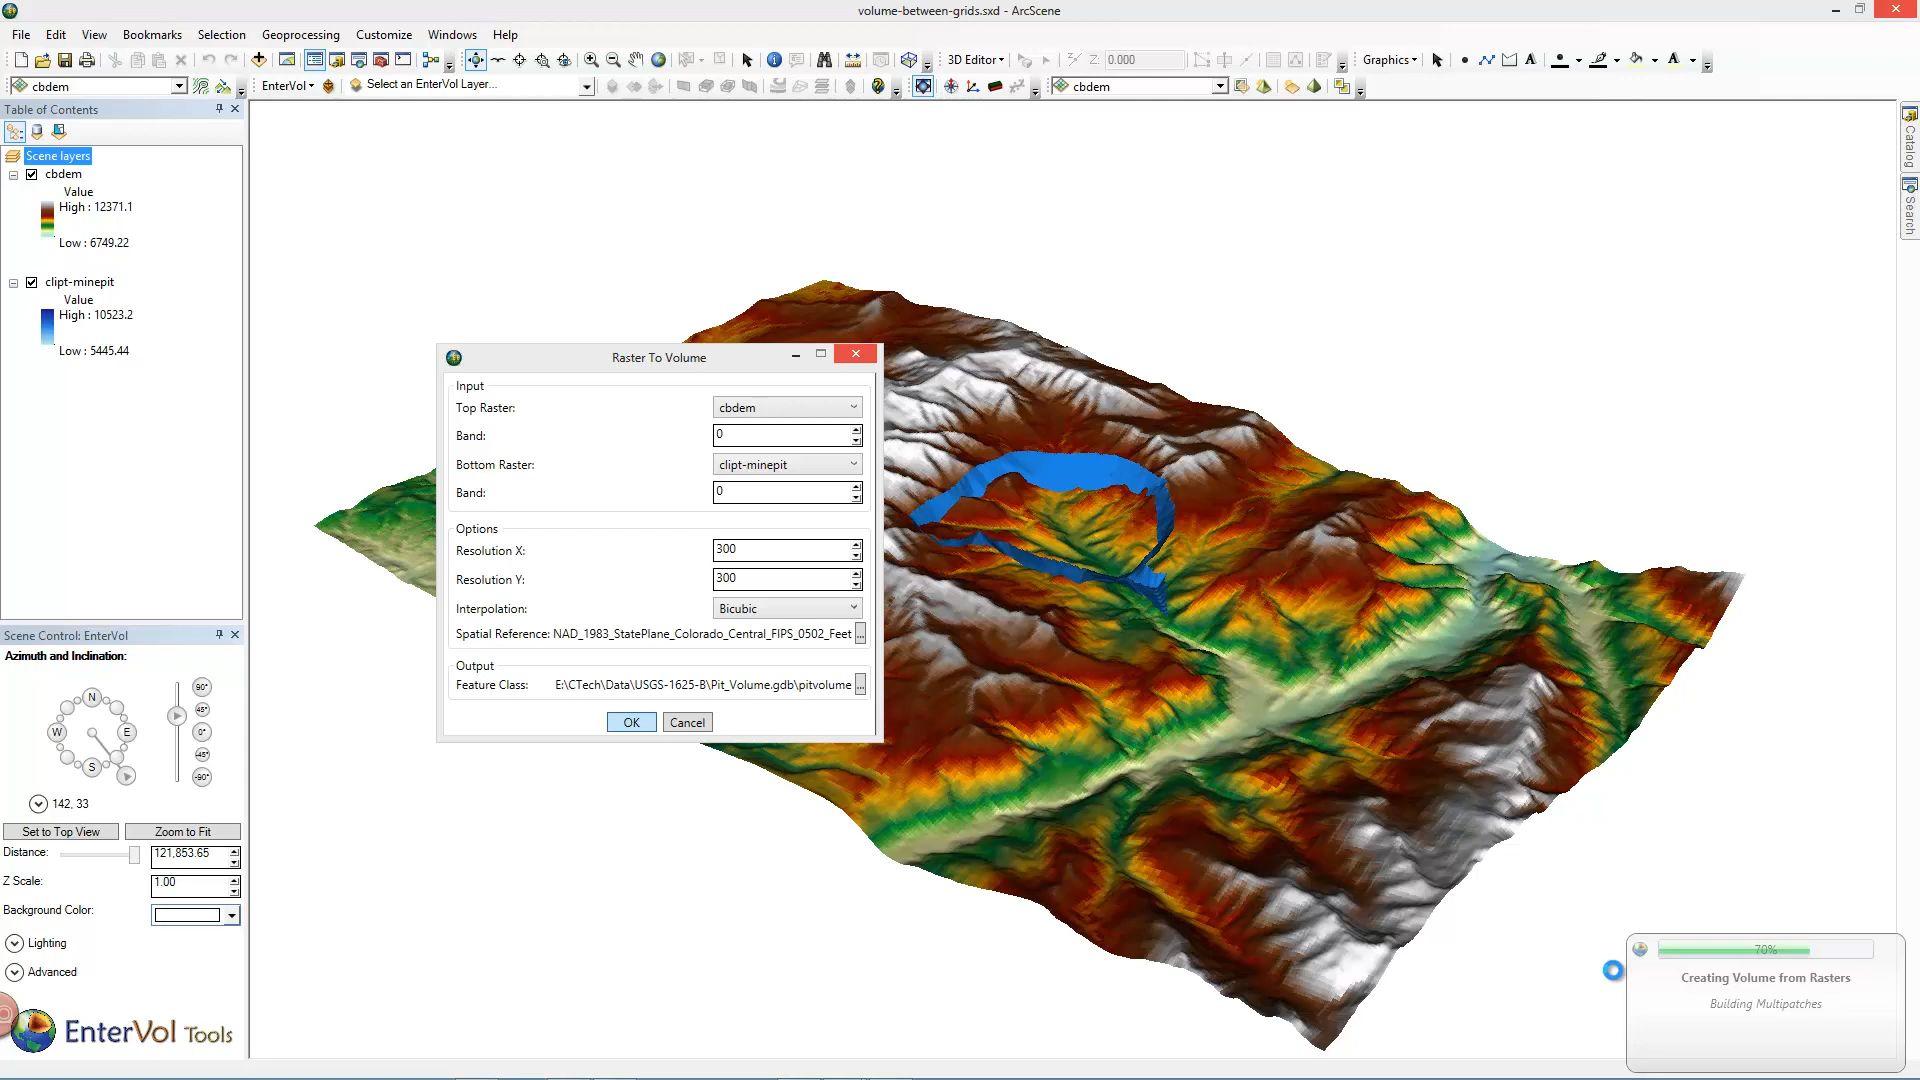 volume-between-grids.sxd - ArcScene
File Edit View Bookmarks Selection Geoprocessing Customize Windows Help
3D Editor Z: 0.000 Graphics
cbdem EnterVol Select an EnterVol Layer... cbdem
Table of Contents
Scene layers
cbdem
Value
High : 12371.1
Low : 6749.22
clipt-minepit
Value
High : 10523.2
Low : 5445.44
Catalog
Search
Raster To Volume
Input
Top Raster: cbdem
Band: 0
Bottom Raster: clipt-minepit
Band: 0
Options
Resolution X: 300
Resolution Y: 300
Interpolation: Bicubic
Spatial Reference: NAD_1983_StatePlane_Colorado_Central_FIPS_0502_Feet ...
Output
Feature Class: E:\CTech\Data\USGS-1625-B\Pit_Volume.gdb\pitvolume ...
OK Cancel
Scene Control: EnterVol
Azimuth and Inclination:
N
W E
S
90°
45°
0°
-45°
-90°
142, 33
Set to Top View Zoom to Fit
Distance: 121,853.65
Z Scale: 1.00
Background Color:
Lighting
Advanced
EnterVol Tools
70%
Creating Volume from Rasters
Building Multipatches